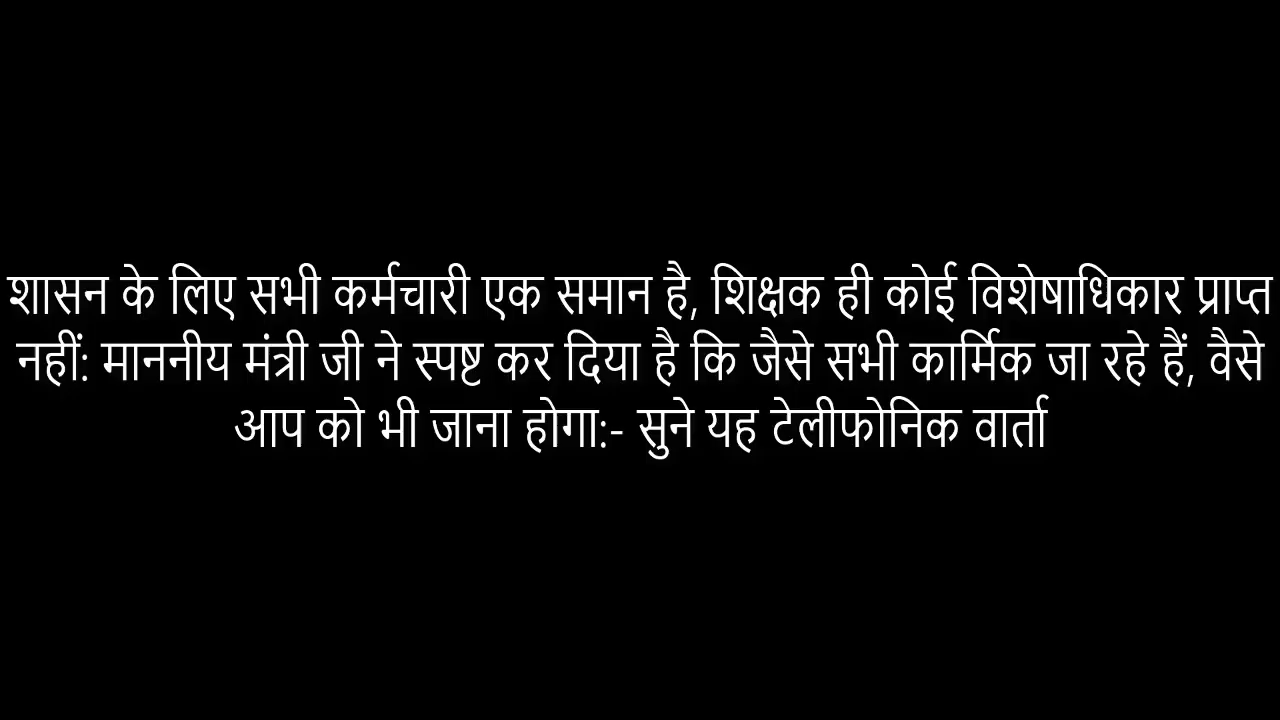 शासन के लिए सभी कर्मचारी एक समान है, शिक्षक ही कोई विशेषाधिकार प्राप्त
नहीं: माननीय मंत्री जी ने स्पष्ट कर दिया है कि जैसे सभी कार्मिक जा रहे हैं, वैसे
आप को भी जाना होगा:- सुने यह टेलीफोनिक वार्ता